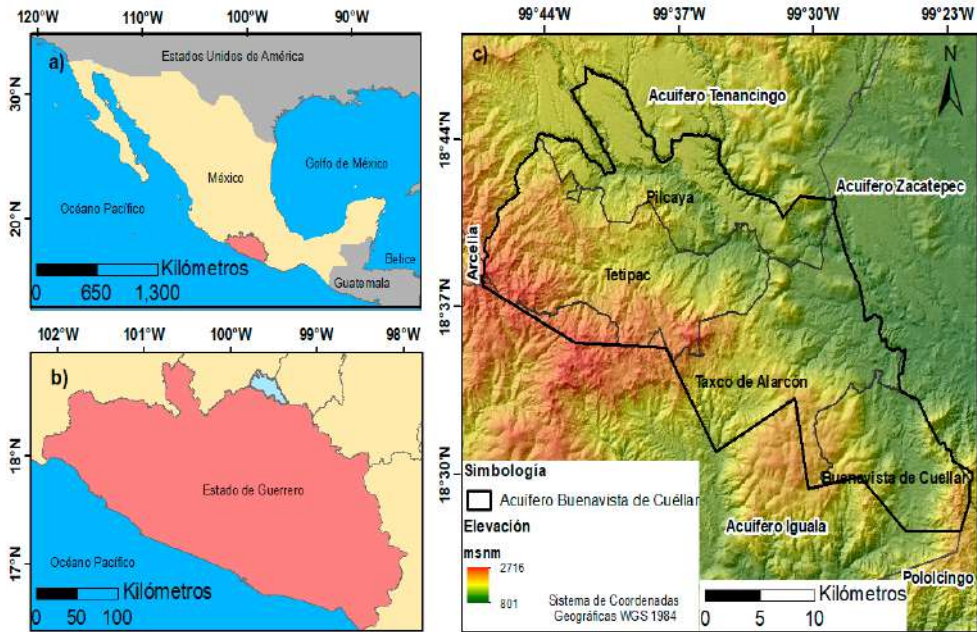 120°W 110°W 100°W 90°W
a)
Estados Unidos de América
30°N
Golfo de México
México
Océano Pacífico
20°N
Belice
Guatemala
Kilómetros
0 650 1,300
102°W 101°W 100°W 99°W 98°W
b)
18°N
Estado de Guerrero
Océano Pacífico
17°N
Kilómetros
0 50 100
99°44'W 99°37'W 99°30'W 99°23'W
c)
N
Acuífero Tenancingo
18°44'N
Acuífero Zacatepec
Pilcaya
Arcelia
Tetipac
18°37'N
Taxco de Alarcón
18°30'N
Buenavista de Cuellar
Simbología
Acuífero Buenavista de Cuéllar
Elevación
msnm
2716
801
Acuífero Iguala
Pololcingo
Sistema de Coordenadas
Geográficas WGS 1984
Kilómetros
0 5 10